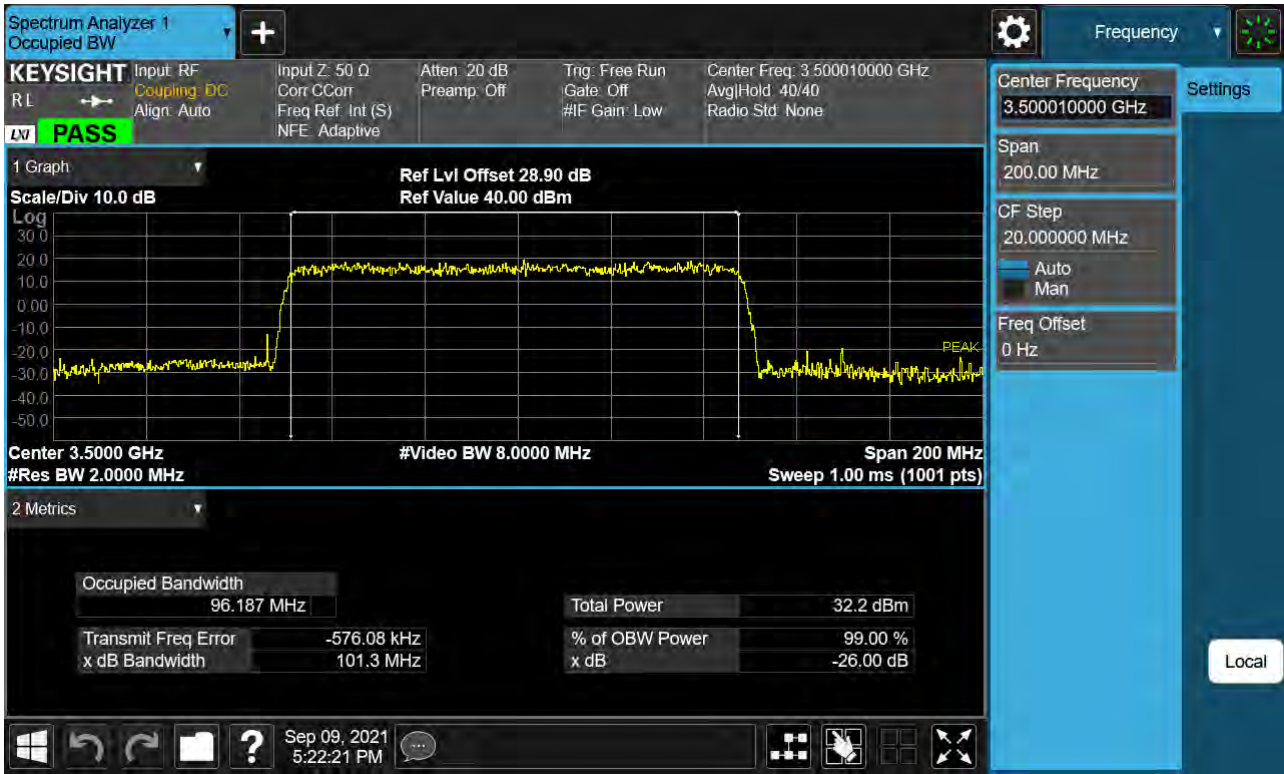 Spectrum Analyzer 1
Occupied BW
+
Frequency
KEYSIGHT
RL
LXI
PASS
Input: RF
Coupling: DC
Align: Auto
Input Z: 50 Ω
Corr CCorr
Freq Ref: Int (S)
NFE: Adaptive
Atten: 20 dB
Preamp: Off
Trig: Free Run
Gate: Off
#IF Gain: Low
Center Freq: 3.500010000 GHz
Avg|Hold: 40/40
Radio Std: None
Center Frequency
3.500010000 GHz
Settings
Span
200.00 MHz
CF Step
20.000000 MHz
Auto
Man
Freq Offset
0 Hz
Local
1 Graph
Scale/Div 10.0 dB
Ref Lvl Offset 28.90 dB
Ref Value 40.00 dBm
Log
30.0
20.0
10.0
0.00
-10.0
-20.0
-30.0
-40.0
-50.0
PEAK
Center 3.5000 GHz
#Video BW 8.0000 MHz
Span 200 MHz
#Res BW 2.0000 MHz
Sweep 1.00 ms (1001 pts)
2 Metrics
Occupied Bandwidth
96.187 MHz
Transmit Freq Error -576.08 kHz
x dB Bandwidth 101.3 MHz
Total Power 32.2 dBm
% of OBW Power 99.00 %
x dB -26.00 dB
?
Sep 09, 2021
5:22:21 PM